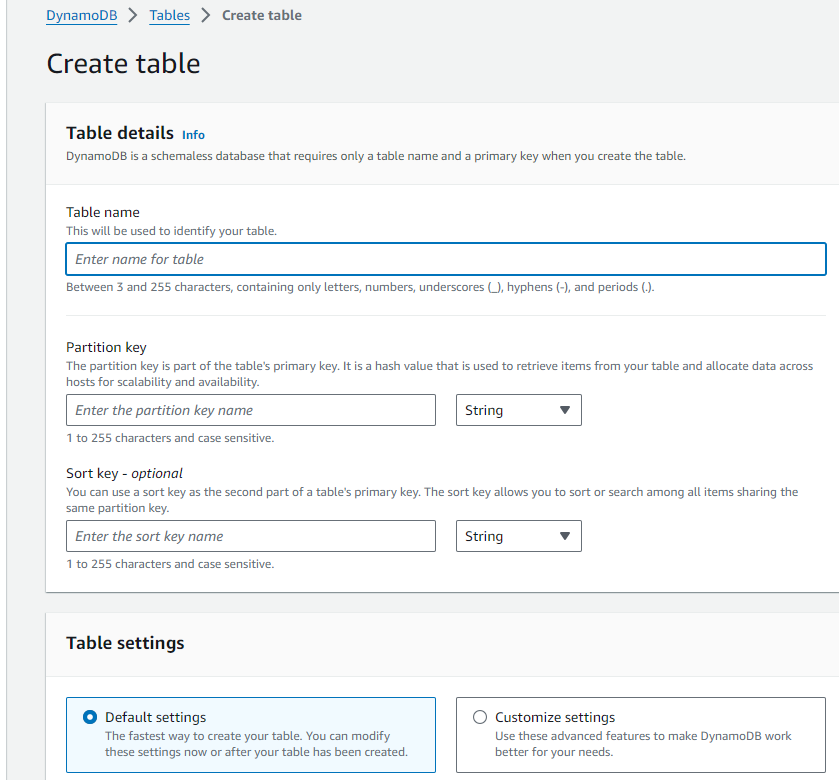 DynamoDB > Tables > Create table
Create table
Table details Info
DynamoDB is a schemaless database that requires only a table name and a primary key when you create the table.
Table name
This will be used to identify your table.
Enter name for table
Between 3 and 255 characters, containing only letters, numbers, underscores (_), hyphens (-), and periods (.).
Partition key
The partition key is part of the table's primary key. It is a hash value that is used to retrieve items from your table and allocate data across
hosts for scalability and availability.
Enter the partition key name String
1 to 255 characters and case sensitive.
Sort key - optional
You can use a sort key as the second part of a table's primary key. The sort key allows you to sort or search among all items sharing the
same partition key.
Enter the sort key name String
1 to 255 characters and case sensitive.
Table settings
Default settings
The fastest way to create your table. You can modify
these settings now or after your table has been created.
Customize settings
Use these advanced features to make DynamoDB work
better for your needs.